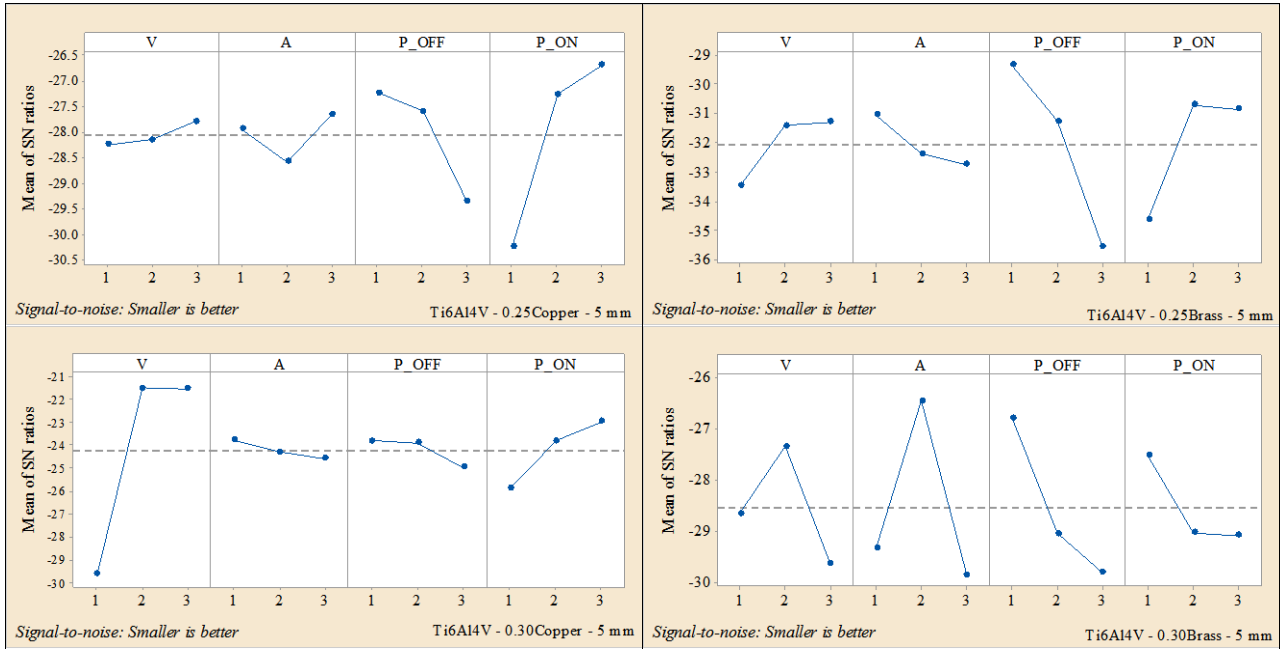 V A P_OFF P_ON
Mean of SN ratios
-26.5
-27.0
-27.5
-28.0
-28.5
-29.0
-29.5
-30.0
-30.5
1 2 3 1 2 3 1 2 3 1 2 3
Signal-to-noise: Smaller is better
Ti6Al4V - 0.25Copper - 5 mm
V A P_OFF P_ON
Mean of SN ratios
-29
-30
-31
-32
-33
-34
-35
-36
1 2 3 1 2 3 1 2 3 1 2 3
Signal-to-noise: Smaller is better
Ti6Al4V - 0.25Brass - 5 mm
V A P_OFF P_ON
Mean of SN ratios
-21
-22
-23
-24
-25
-26
-27
-28
-29
-30
1 2 3 1 2 3 1 2 3 1 2 3
Signal-to-noise: Smaller is better
Ti6Al4V - 0.30Copper - 5 mm
V A P_OFF P_ON
Mean of SN ratios
-26
-27
-28
-29
-30
1 2 3 1 2 3 1 2 3 1 2 3
Signal-to-noise: Smaller is better
Ti6Al4V - 0.30Brass - 5 mm